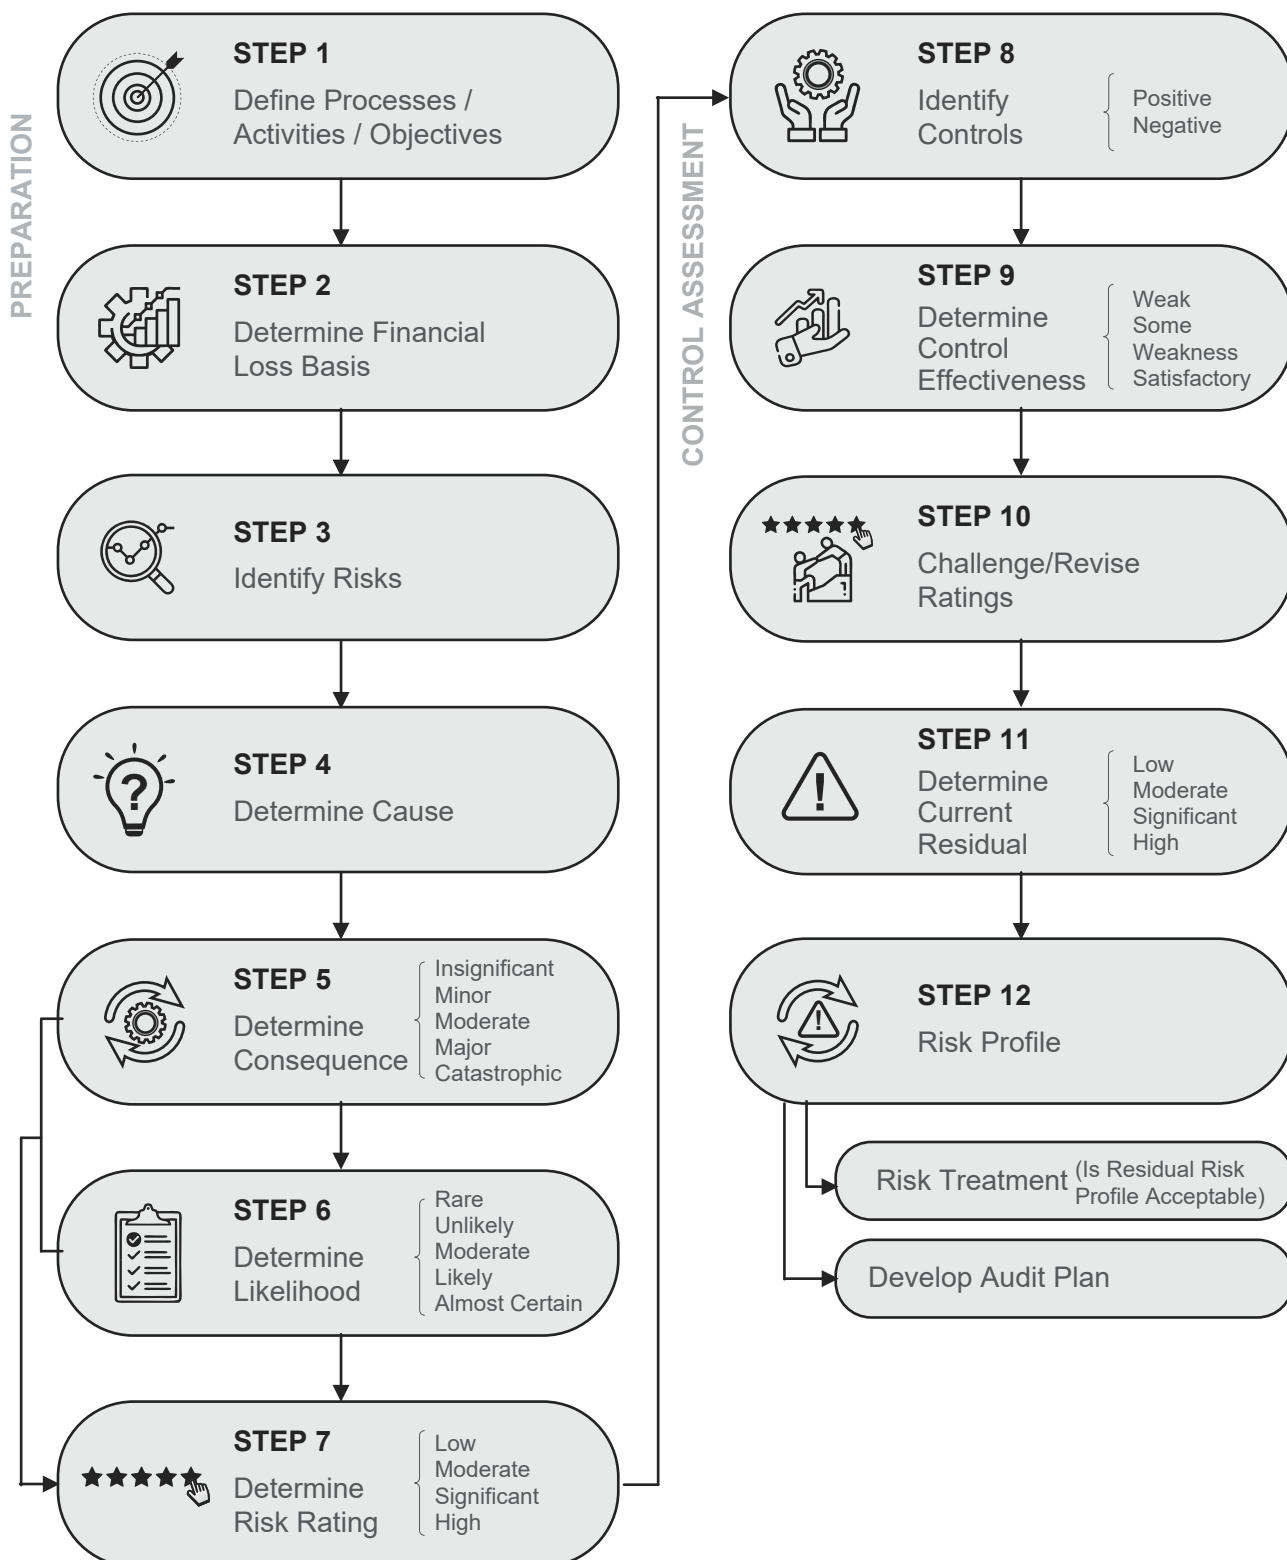 PREPARATION
STEP 1
Define Processes /
Activities / Objectives
STEP 2
Determine Financial
Loss Basis
STEP 3
Identify Risks
STEP 4
Determine Cause
STEP 5
Determine
Consequence
Insignificant
Minor
Moderate
Major
Catastrophic
STEP 6
Determine
Likelihood
Rare
Unlikely
Moderate
Likely
Almost Certain
STEP 7
Determine
Risk Rating
Low
Moderate
Significant
High
CONTROL ASSESSMENT
STEP 8
Identify
Controls
Positive
Negative
STEP 9
Determine
Control
Effectiveness
Weak
Some
Weakness
Satisfactory
STEP 10
Challenge/Revise
Ratings
STEP 11
Determine
Current
Residual
Low
Moderate
Significant
High
STEP 12
Risk Profile
Risk Treatment
(Is Residual Risk
Profile Acceptable)
Develop Audit Plan